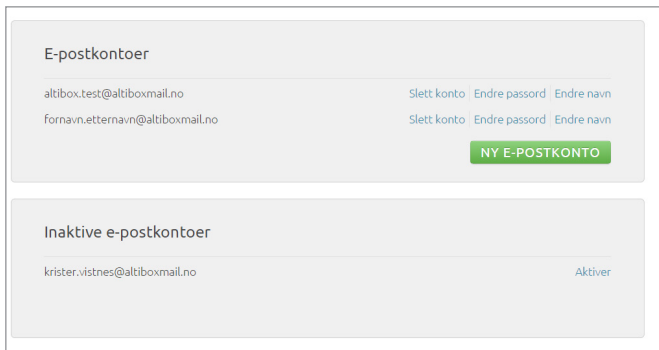 E-postkontoer
altibox.test@altiboxmail.no Slett konto Endre passord Endre navn
fornavn.etternavn@altiboxmail.no Slett konto Endre passord Endre navn
NY E-POSTKONTO
Inaktive e-postkontoer
krister.vistnes@altiboxmail.no Aktiver